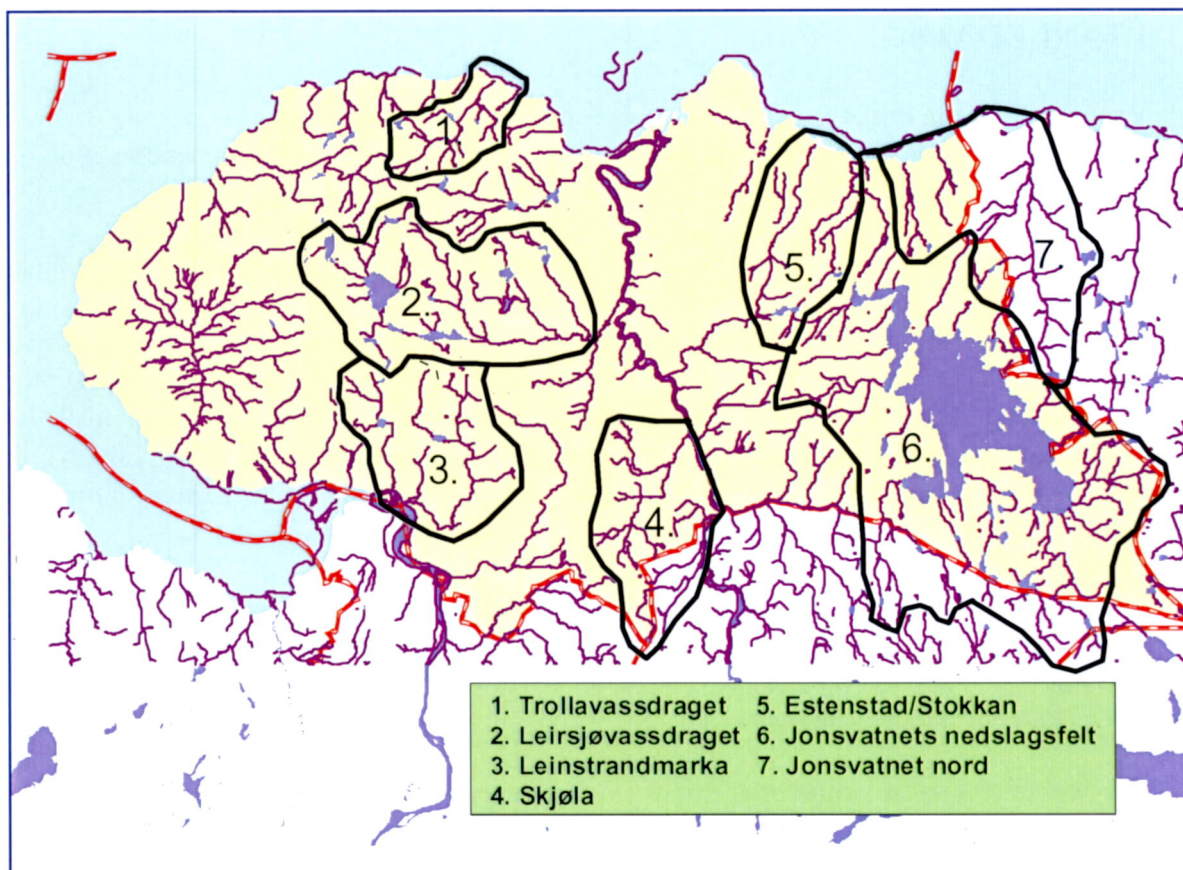 1.
2.
5.
7.
3.
6.
4.
1. Trollavassdraget 5. Estenstad/Stokkan
2. Leirsjøvassdraget 6. Jonsvatnets nedslagsfelt
3. Leinstrandmarka 7. Jonsvatnet nord
4. Skjøla